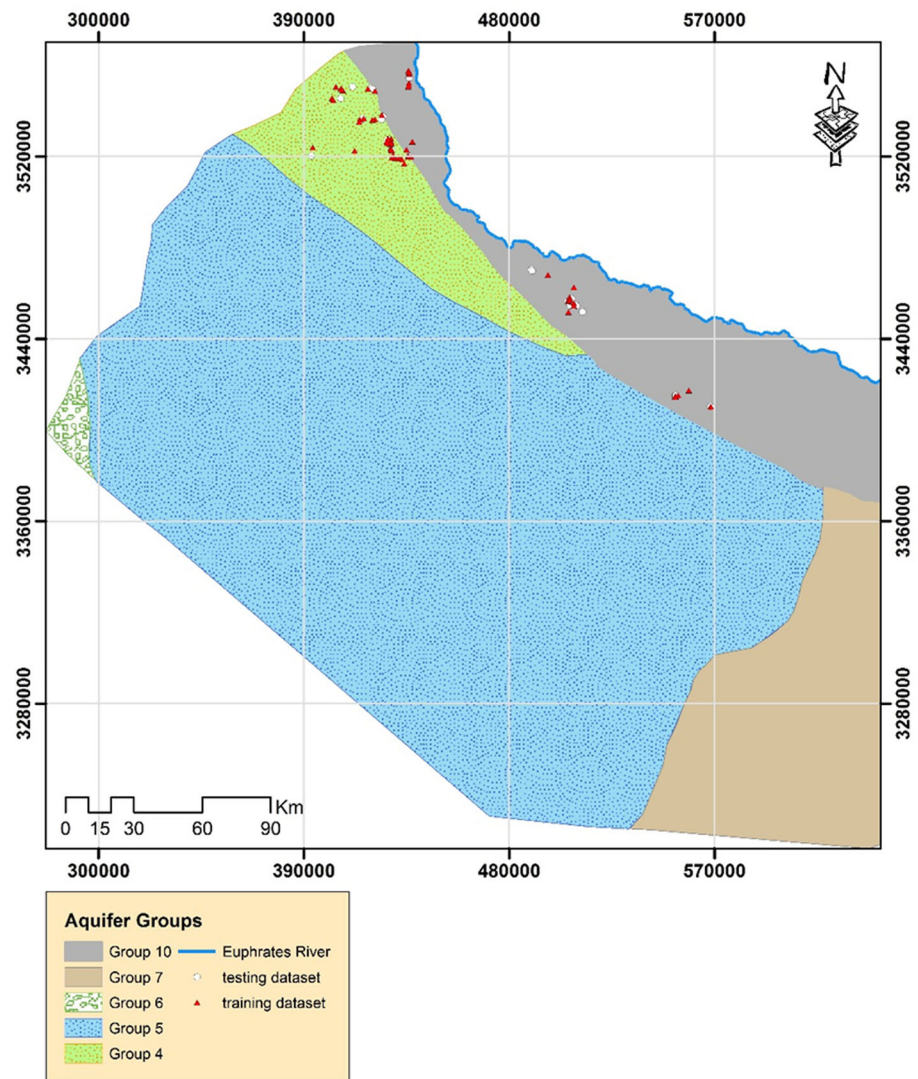 300000 390000 480000 570000
N
3520000 3520000
3440000 3440000
3360000 3360000
3280000 3280000
Km
0 15 30 60 90
300000 390000 480000 570000
Aquifer Groups
Group 10 Euphrates River
Group 7 testing dataset
Group 6 training dataset
Group 5
Group 4